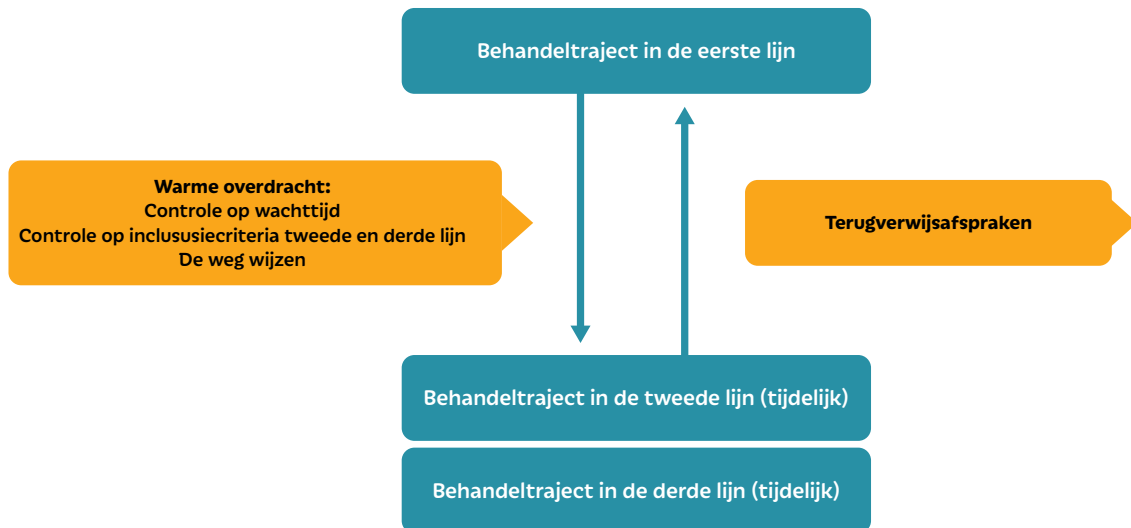 Behandeltraject in de eerste lijn
Warme overdracht:
Controle op wachttijd
Controle op inclususiecriteria tweede en derde lijn
De weg wijzen
Terugverwijsafspraken
Behandeltraject in de tweede lijn (tijdelijk)
Behandeltraject in de derde lijn (tijdelijk)